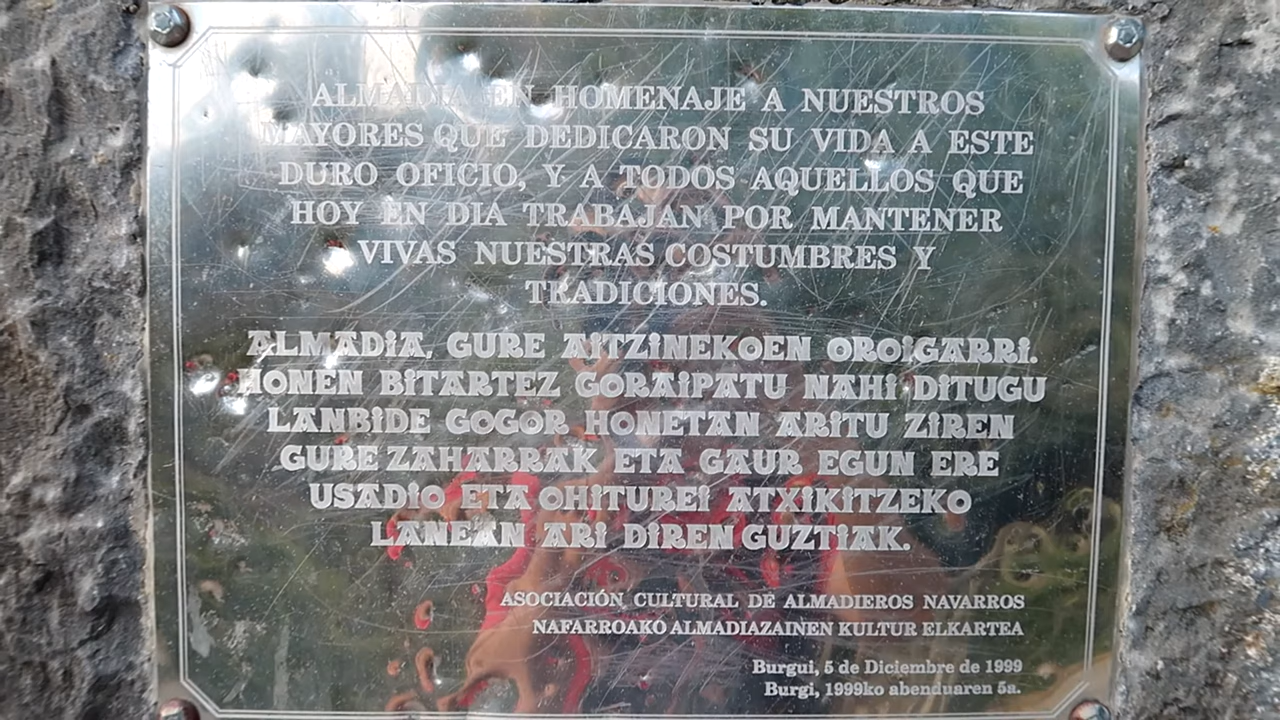 ALMADIA EN HOMENAJE A NUESTROS
MAYORES QUE DEDICARON SU VIDA A ESTE
DURO OFICIO, Y A TODOS AQUELLOS QUE
HOY EN DIA TRABAJAN POR MANTENER
VIVAS NUESTRAS COSTUMBRES Y
TRADICIONES.
ALMADiA, GURE AiTZiNEKOEN OROiGARRi.
HONEN BiTARTEZ GORAiPATU NAHi DiTUGU
LANBiDE GOGOR HONETAN ARiTU ZiREN
GURE ZAHARRAK ETA GAUR EGUN ERE
USADiO ETA OHiTUREi ATXiKiTZEKO
LANEAN ARi DiREN GUZTiAK.
ASOCIACIÓN CULTURAL DE ALMADIEROS NAVARROS
NAFARROAKO ALMADIAZAINEN KULTUR ELKARTEA
Burgui, 5 de Diciembre de 1999
Burgi, 1999ko abenduaren 5a.